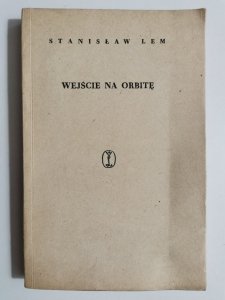 STANISŁAW LEM
WEJŚCIE NA ORBITĘ